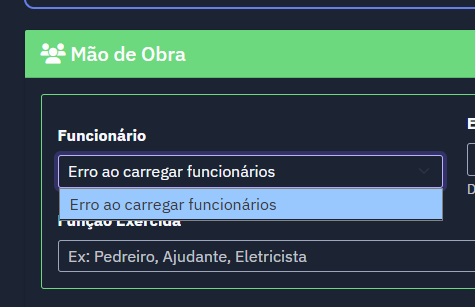 Mão de Obra
Funcionário
E
Erro ao carregar funcionários
D
Erro ao carregar funcionários
Função Exercida
Ex: Pedreiro, Ajudante, Eletricista